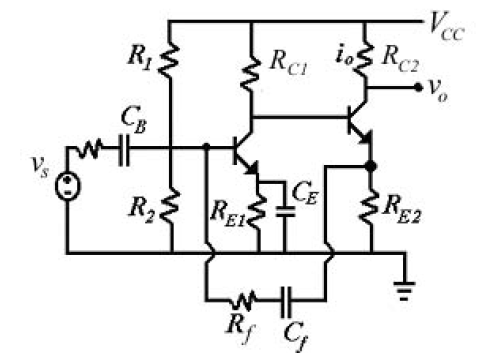 V_CC
R_1 R_C1 i_o R_C2
v_o
C_B
v_s
R_2 R_E1 C_E R_E2
R_f C_f